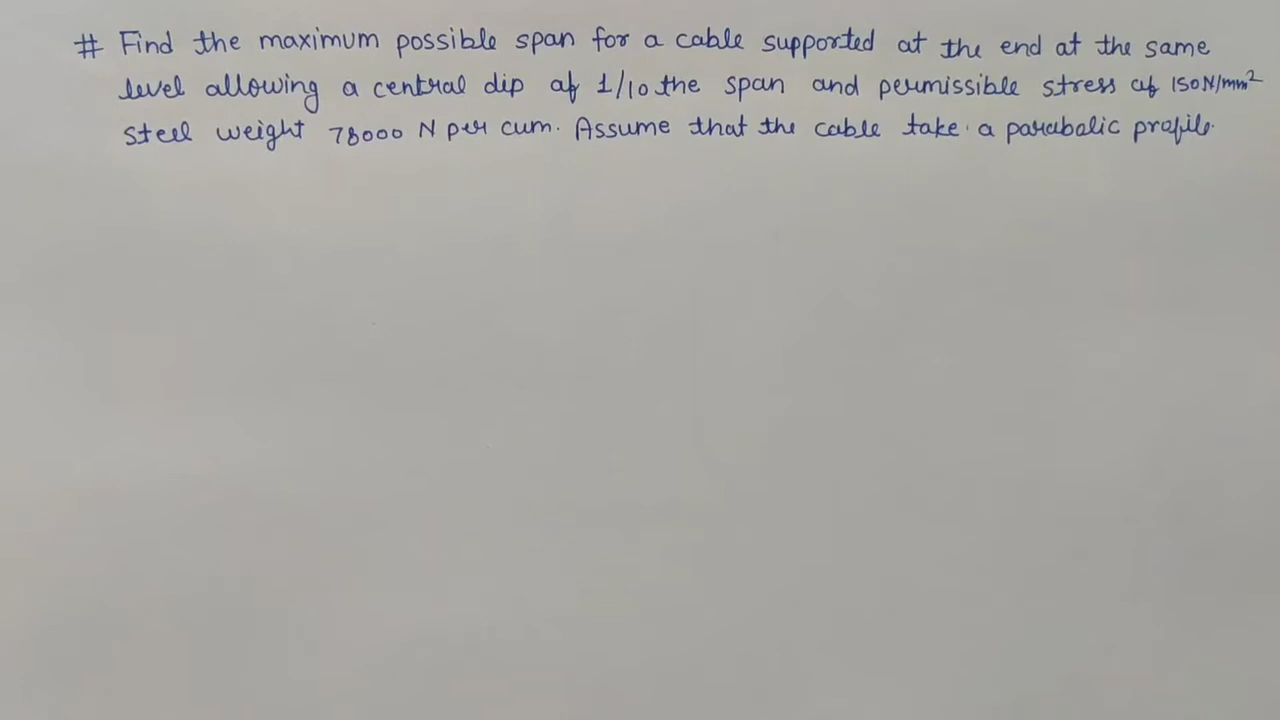 # Find the maximum possible span for a cable supported at the end at the same
level allowing a central dip of 1/10 the span and permissible stress of 150N/mm²
steel weight 78000 N per cum. Assume that the cable take a parabolic profile.